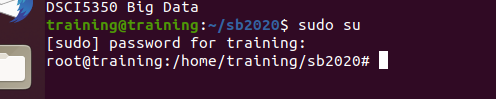 DSCI5350 Big Data
training@training:~/sb2020$ sudo su
[sudo] password for training:
root@training:/home/training/sb2020#